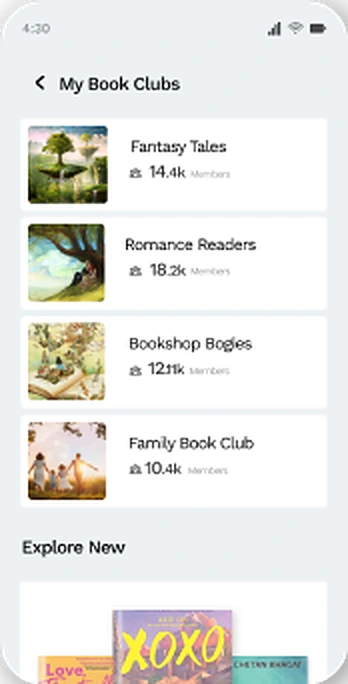 4:30
My Book Clubs
Fantasy Tales
14.4k Members
Romance Readers
18.2k Members
Bookshop Bogies
12.11k Members
Family Book Club
10.4k Members
Explore New
XOXO
Love,
CHETAN BHAGAT